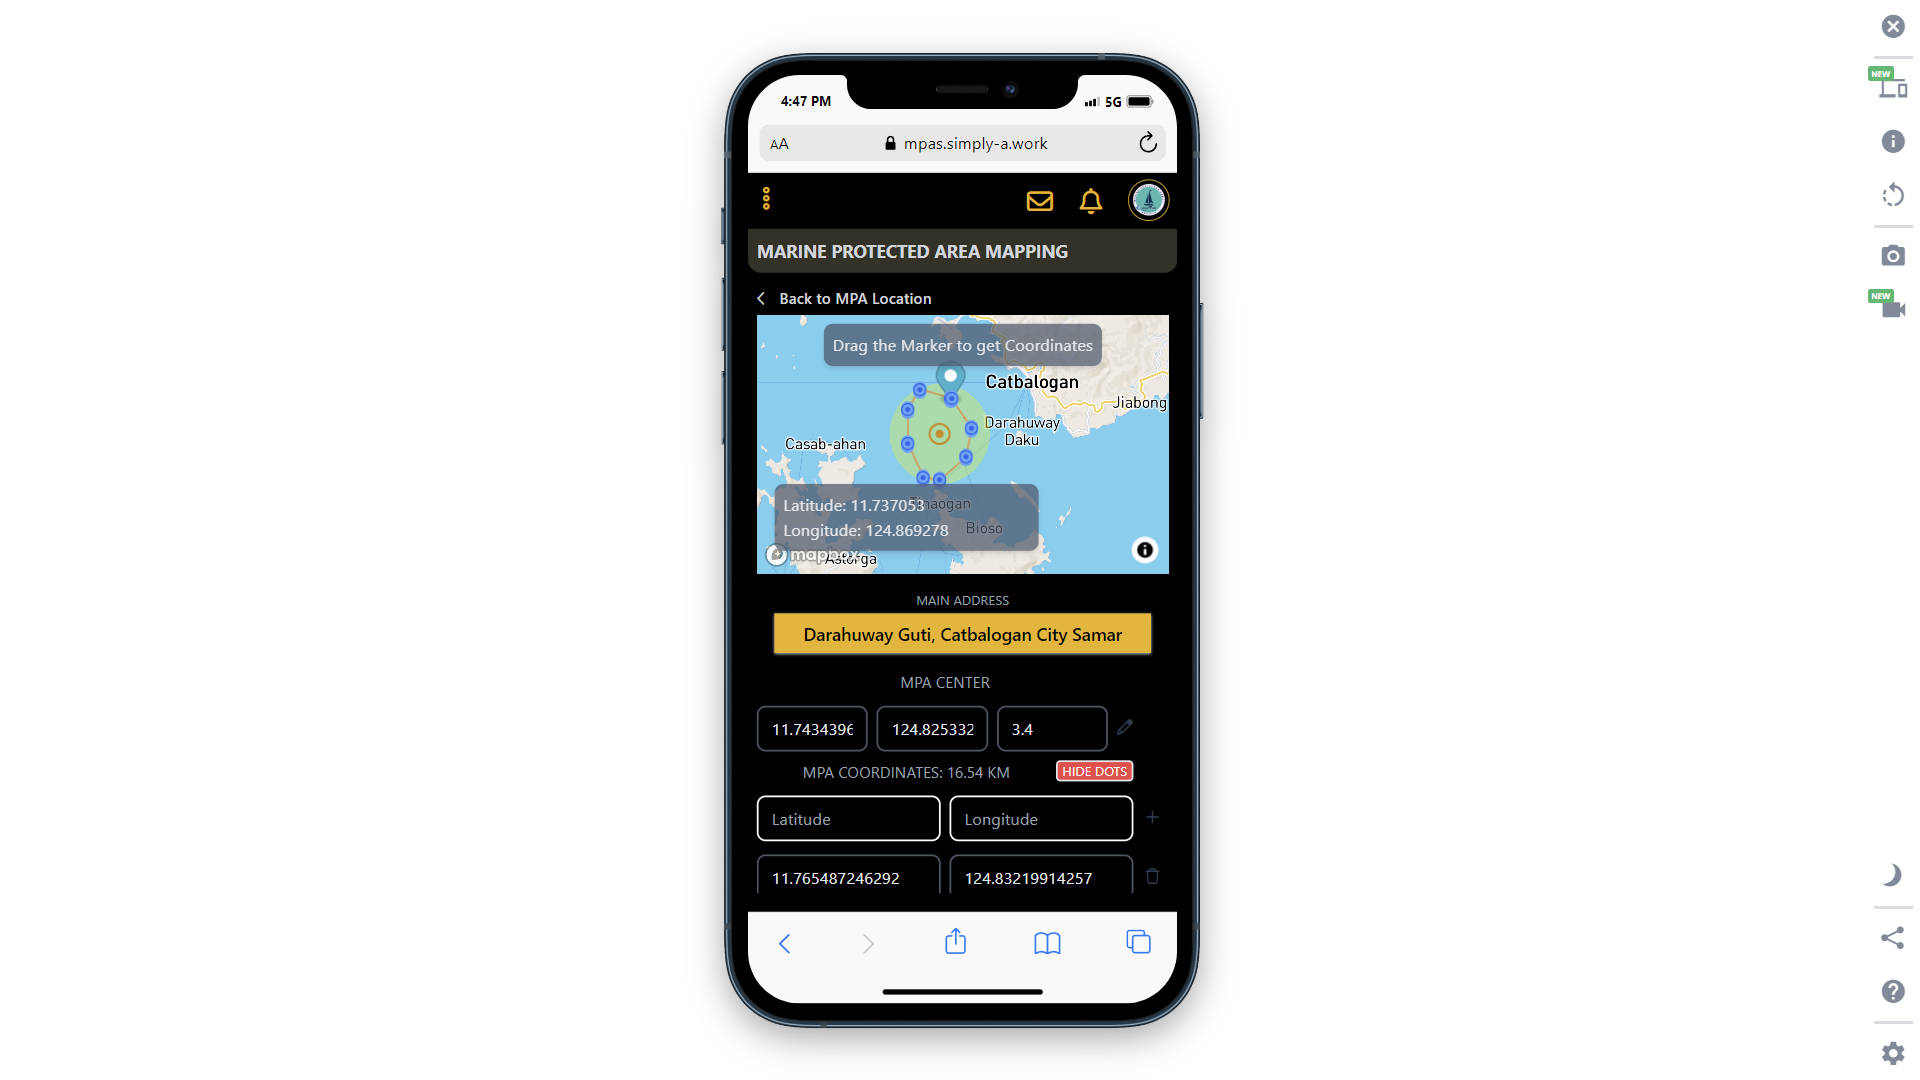 NEW
4:47 PM
5G
AA
mpas.simply-a.work
MARINE PROTECTED AREA MAPPING
Back to MPA Location
Drag the Marker to get Coordinates
Catbalogan
Jiabong
Darahuway
Daku
Casab-ahan
Latitude: 11.737053
Longitude: 124.869278
Bioso
mapbox
Astorga
MAIN ADDRESS
Darahuway Guti, Catbalogan City Samar
MPA CENTER
11.7434396
124.825332
3.4
MPA COORDINATES: 16.54 KM
HIDE DOTS
Latitude
Longitude
11.765487246292
124.83219914257
NEW